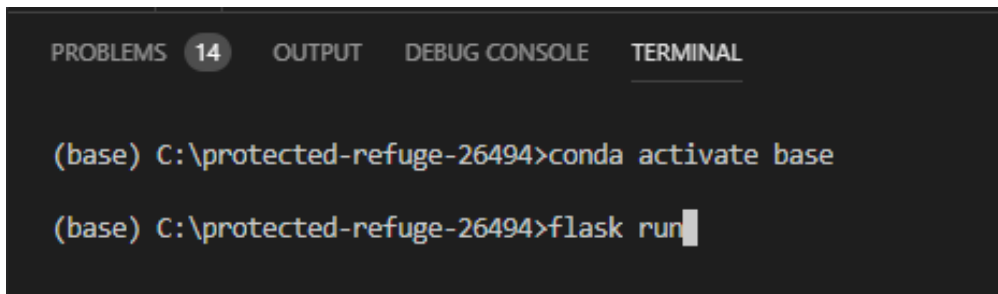 PROBLEMS 14 OUTPUT DEBUG CONSOLE TERMINAL
(base) C:\protected-refuge-26494>conda activate base
(base) C:\protected-refuge-26494>flask run